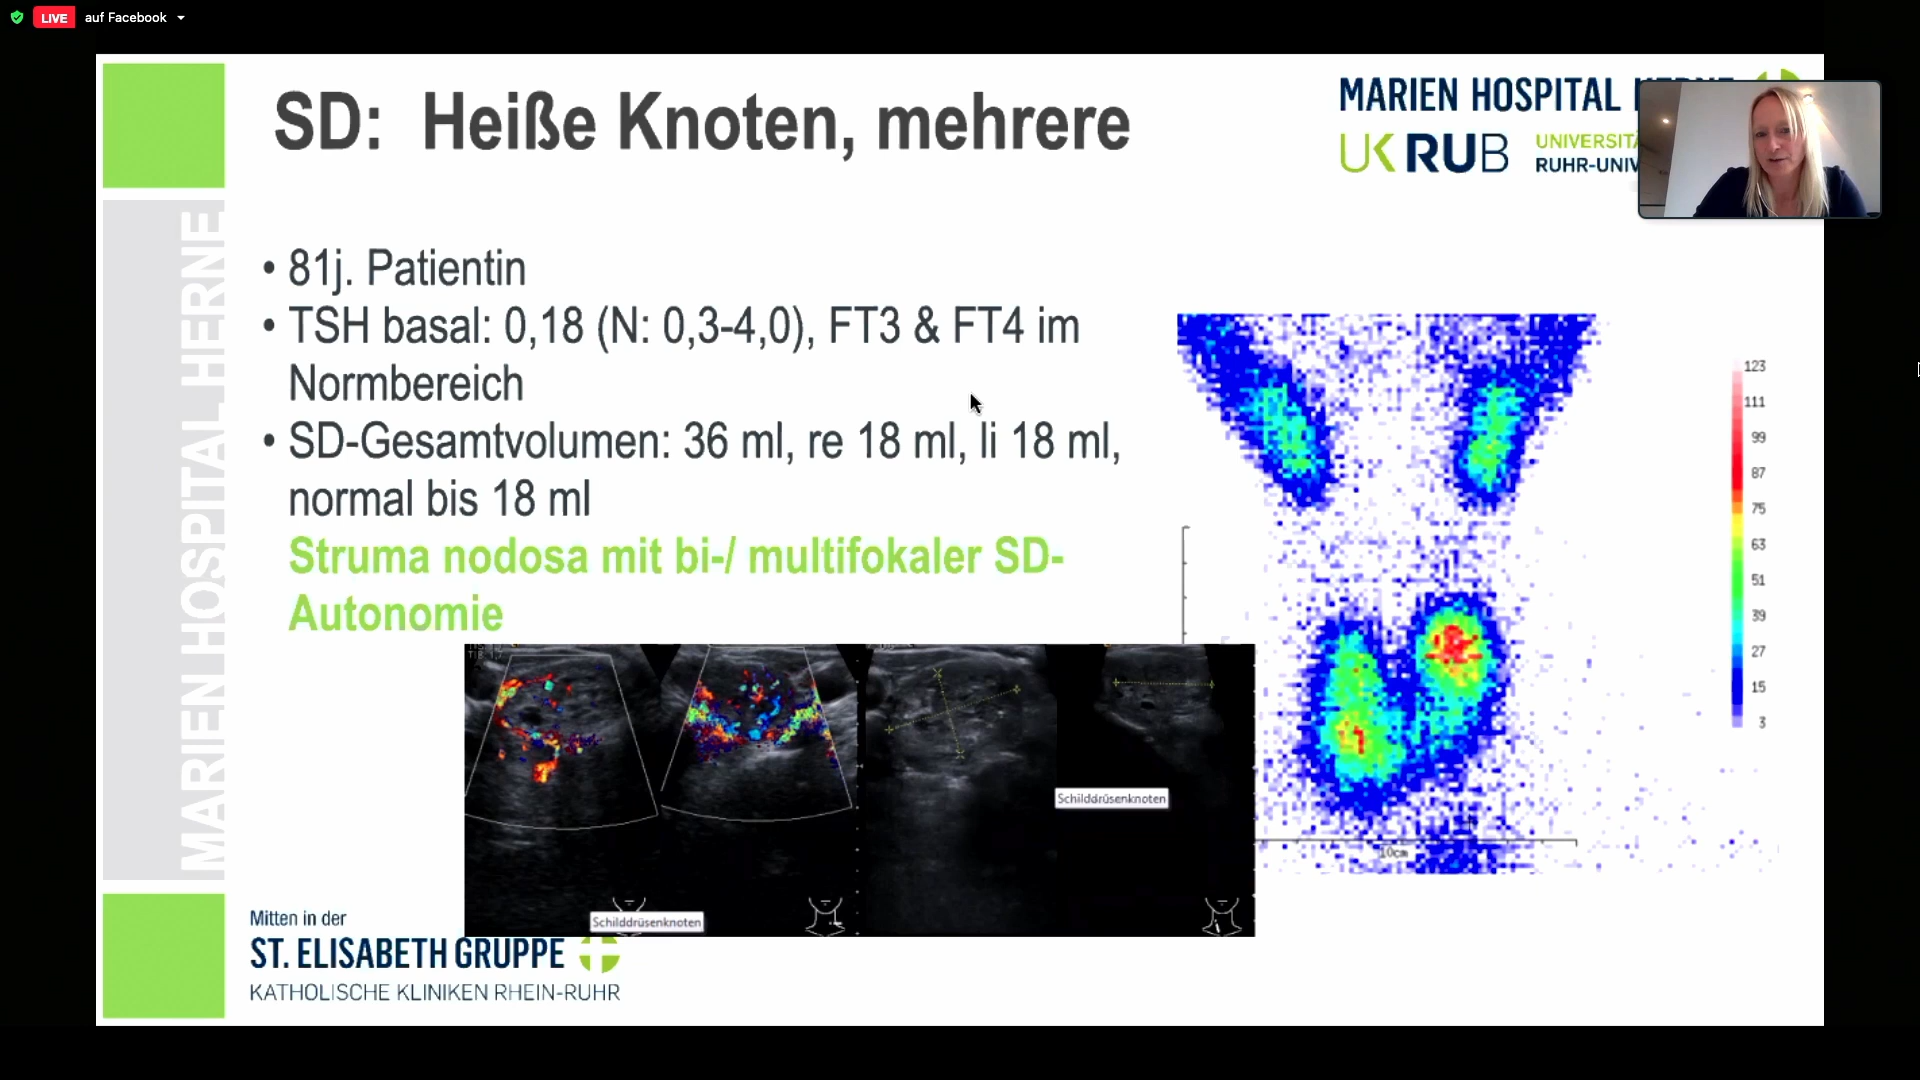 LIVE auf Facebook
SD: Heiße Knoten, mehrere
MARIEN HOSPITAL
UK RUB
RUHR-UNIV
MARIEN HOSPITAL HERNE
• 81j. Patientin
• TSH basal: 0,18 (N: 0,3-4,0), FT3 & FT4 im
Normbereich
• SD-Gesamtvolumen: 36 ml, re 18 ml, li 18 ml,
normal bis 18 ml
Struma nodosa mit bi-/ multifokaler SD-
Autonomie
123
111
99
87
75
63
51
39
27
15
3
10cm
Schilddrüsenknoten
Schilddrüsenknoten
Mitten in der
ST. ELISABETH GRUPPE
KATHOLISCHE KLINIKEN RHEIN-RUHR